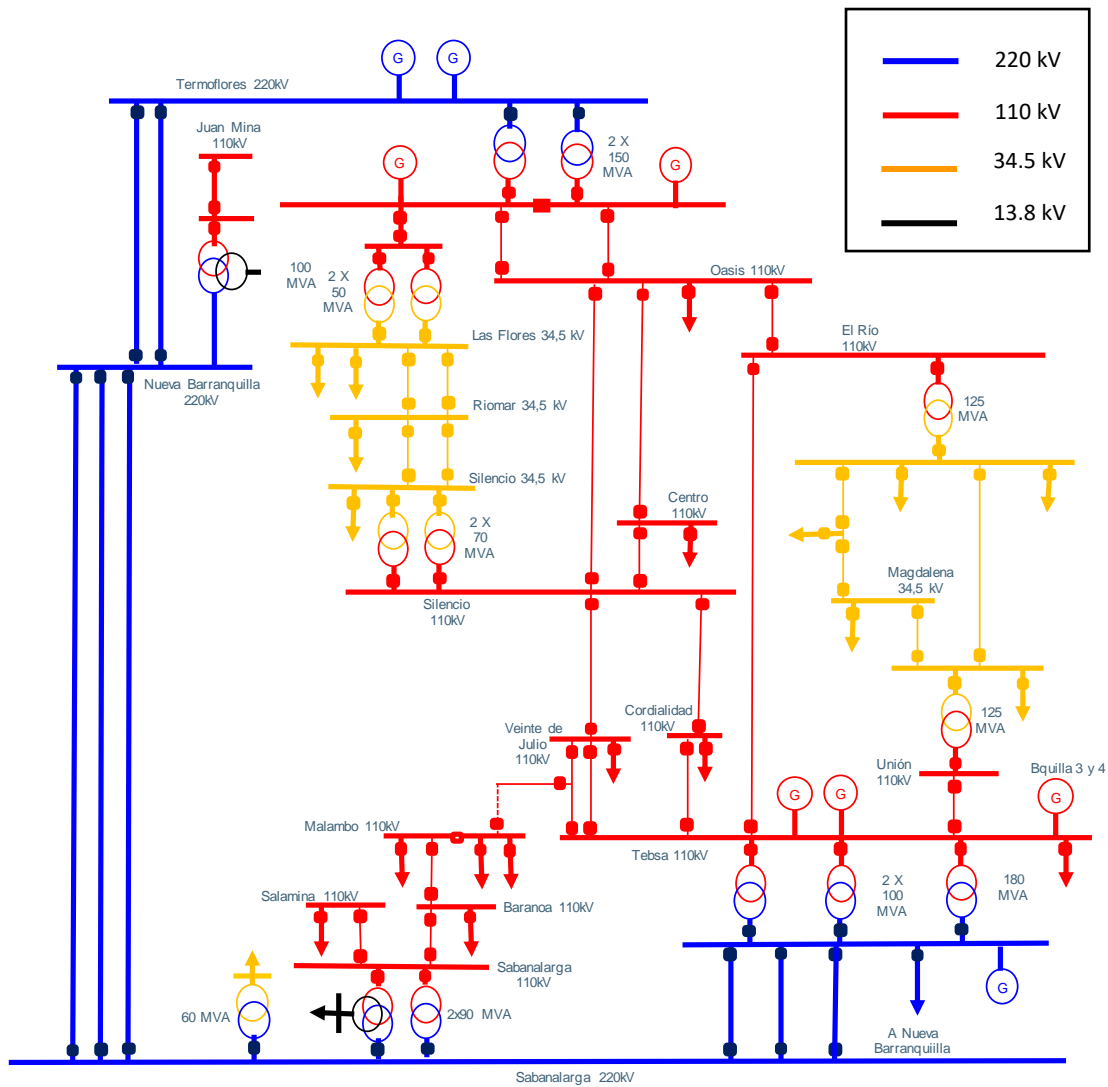 G
G
220 kV
110 kV
34.5 kV
13.8 kV
Termoflores 220kV
Juan Mina
110kV
2 X
150
MVA
G
G
100
MVA
2 X
50
MVA
Oasis 110kV
Las Flores 34,5 kV
El Río
110kV
Nueva Barranquilla
220kV
Riomar 34,5 kV
125
MVA
Silencio 34,5 kV
Centro
110kV
2 X
70
MVA
Magdalena
34,5 kV
Silencio
110kV
Veinte de
Julio
110kV
Cordialidad
110kV
125
MVA
Unión
110kV
Bquilla 3 y 4
G
G
G
Malambo 110kV
Tebsa 110kV
2 X
100
MVA
180
MVA
Salamina 110kV
Baranoa 110kV
Sabanalarga
110kV
G
60 MVA
2x90 MVA
A Nueva
Barranquiilla
Sabanalarga 220kV